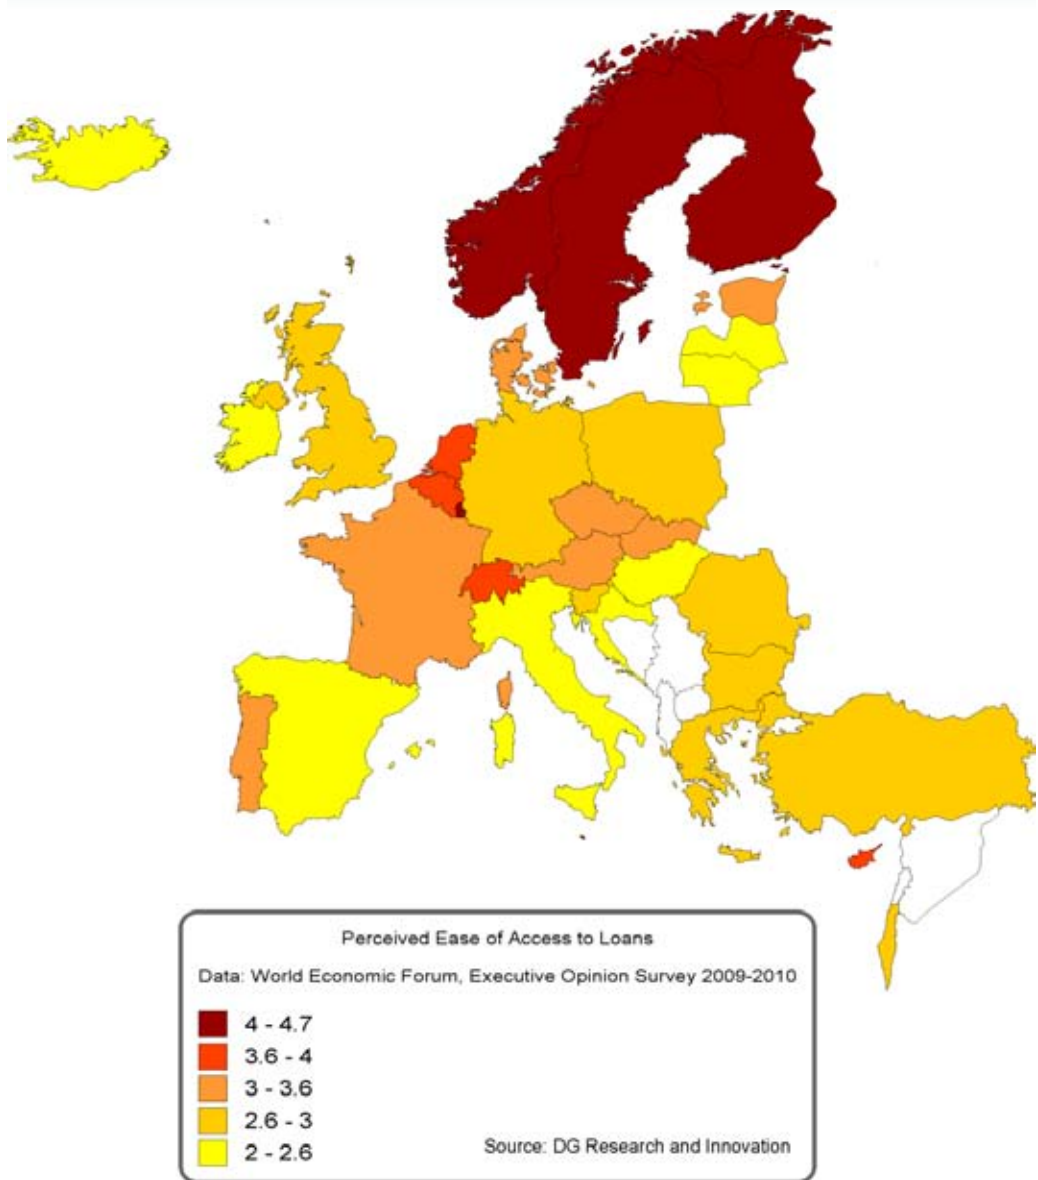 Perceived Ease of Access to Loans
Data: World Economic Forum, Executive Opinion Survey 2009-2010
4 - 4.7
3.6 - 4
3 - 3.6
2.6 - 3
2 - 2.6
Source: DG Research and Innovation